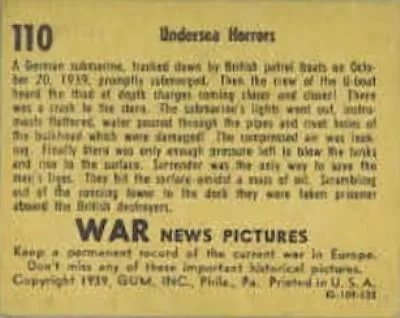 110
Undersea Horrors
A German submarine, tracked down by British patrol boats on Octo-
ber 20, 1939, promptly submerged. Then the crew of the U-boat
heard the thud of depth charges coming closer and closer! There
was a crash to the stern. The submarine's lights went out, instru-
ments flattered, water poured through the pipes and rivet holes of
the bulkhead which were damaged! The compressed air was leak-
ing. Finally there was only enough pressure left to blow the tanks
and rise to the surface. Surrender was the only way to save the
men's lives. They hit the surface amidst a mass of oil. Scrambling
out of the conning tower to the deck they were taken prisoner
aboard the British destroyers.
WAR NEWS PICTURES
Keep a permanent record of the current war in Europe.
Don't miss any of these important historical pictures.
Copyright 1939, GUM, INC., Phila., Pa. Printed in U. S. A.